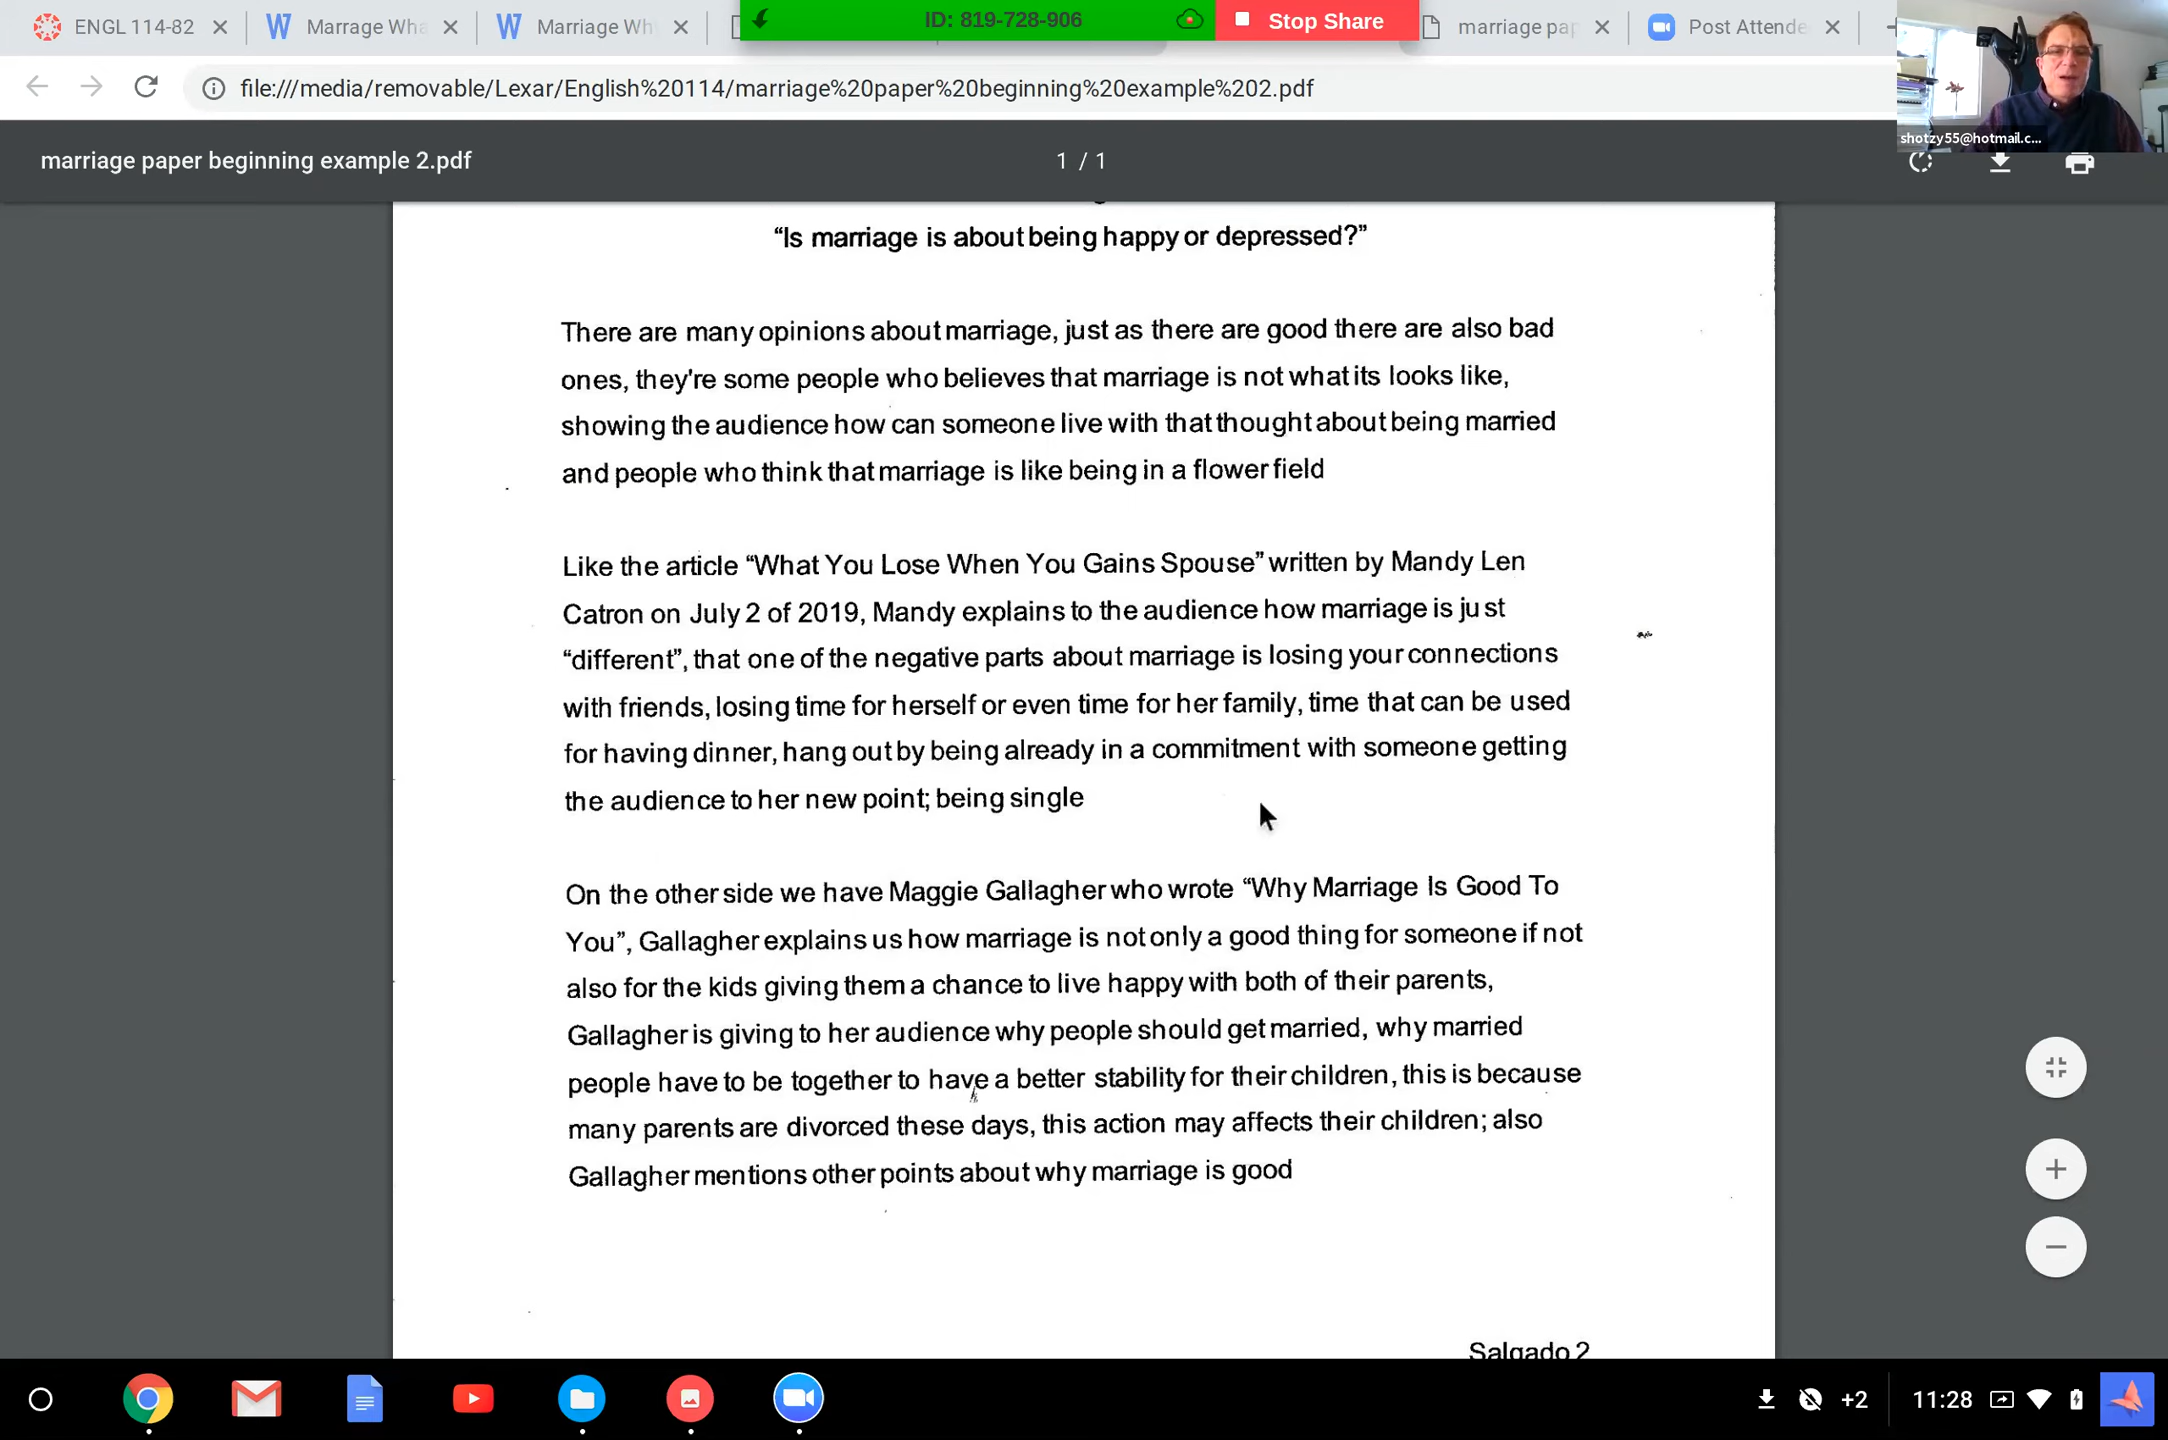 ENGL 114-82
Marrage Wha
Marriage Wh
ID: 819-728-906
Stop Share
marriage pap
Post Attende
file:///media/removable/Lexar/English%20114/marriage%20paper%20beginning%20example%202.pdf
shotzy55@hotmail.c...
marriage paper beginning example 2.pdf
1 / 1
“Is marriage is about being happy or depressed?”
There are many opinions about marriage, just as there are good there are also bad
ones, they're some people who believes that marriage is not what its looks like,
showing the audience how can someone live with that thought about being married
and people who think that marriage is like being in a flower field
Like the article “What You Lose When You Gains Spouse” written by Mandy Len
Catron on July 2 of 2019, Mandy explains to the audience how marriage is just
“different”, that one of the negative parts about marriage is losing your connections
with friends, losing time for herself or even time for her family, time that can be used
for having dinner, hang out by being already in a commitment with someone getting
the audience to her new point; being single
On the other side we have Maggie Gallagher who wrote “Why Marriage Is Good To
You”, Gallagher explains us how marriage is not only a good thing for someone if not
also for the kids giving them a chance to live happy with both of their parents,
Gallagher is giving to her audience why people should get married, why married
people have to be together to have a better stability for their children, this is because
many parents are divorced these days, this action may affects their children; also
Gallagher mentions other points about why marriage is good
Salgado 2
+2
11:28